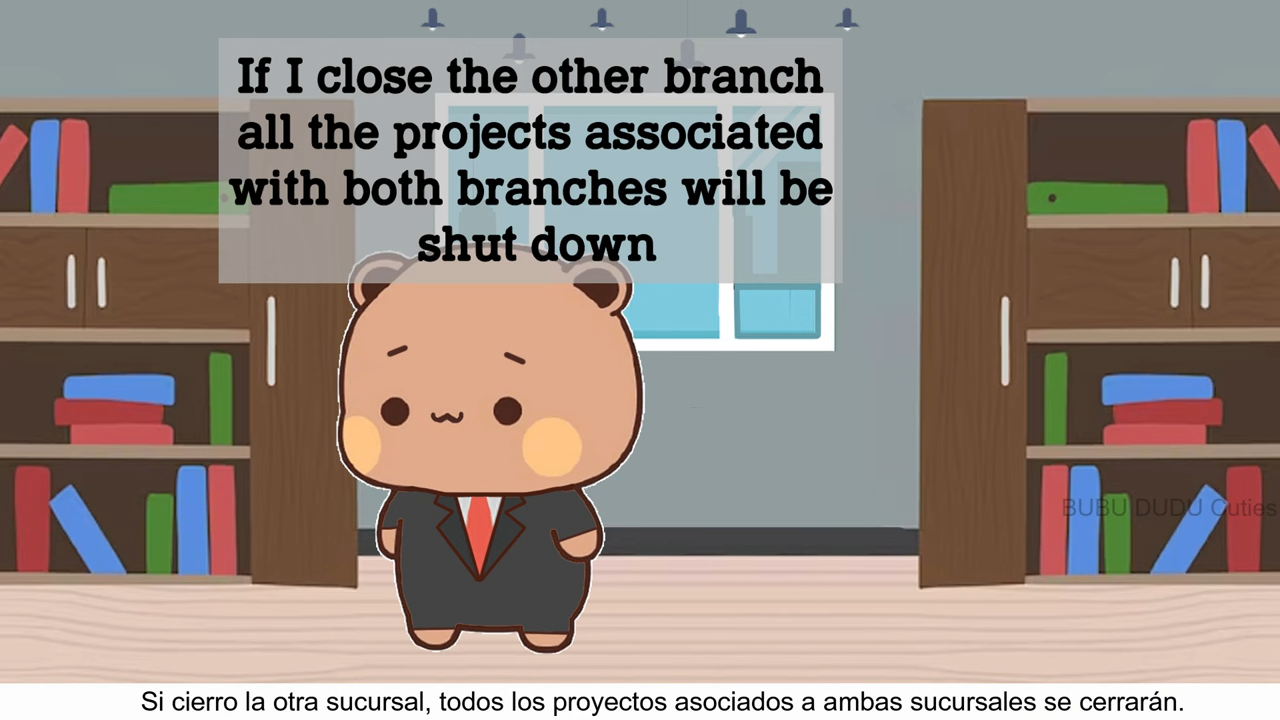 If I close the other branch
all the projects associated
with both branches will be
shut down
BUBU DUDU Cuties
Si cierro la otra sucursal, todos los proyectos asociados a ambas sucursales se cerrarán.